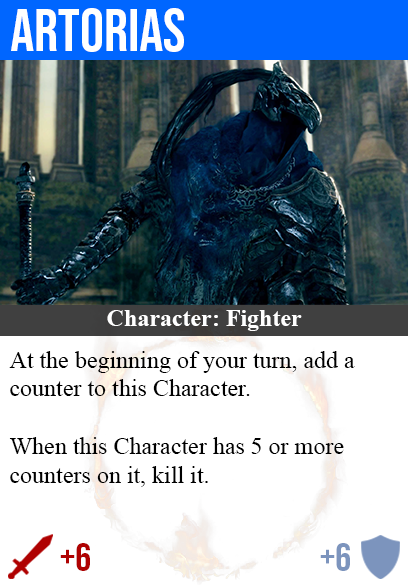 ARTORIAS
Character: Fighter
At the beginning of your turn, add a
counter to this Character.
When this Character has 5 or more
counters on it, kill it.
+6
+6